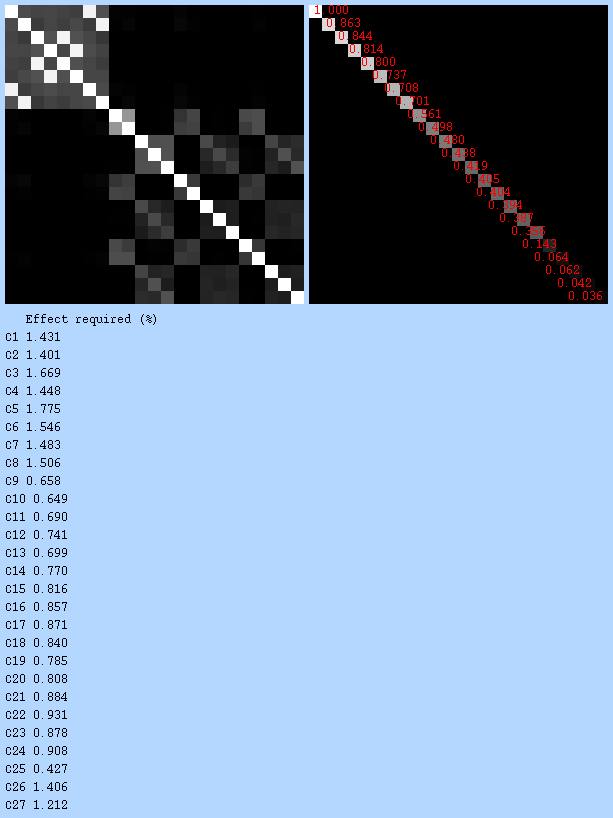 1.000
0.863
0.844
0.814
0.800
0.737
0.708
0.701
0.561
0.498
0.480
0.438
0.419
0.405
0.404
0.394
0.387
0.356
0.143
0.064
0.062
0.042
0.036
Effect required (%)
C1 1.431
C2 1.401
C3 1.669
C4 1.448
C5 1.775
C6 1.546
C7 1.483
C8 1.506
C9 0.658
C10 0.649
C11 0.690
C12 0.741
C13 0.699
C14 0.770
C15 0.816
C16 0.857
C17 0.871
C18 0.840
C19 0.785
C20 0.808
C21 0.884
C22 0.931
C23 0.878
C24 0.908
C25 0.427
C26 1.406
C27 1.212